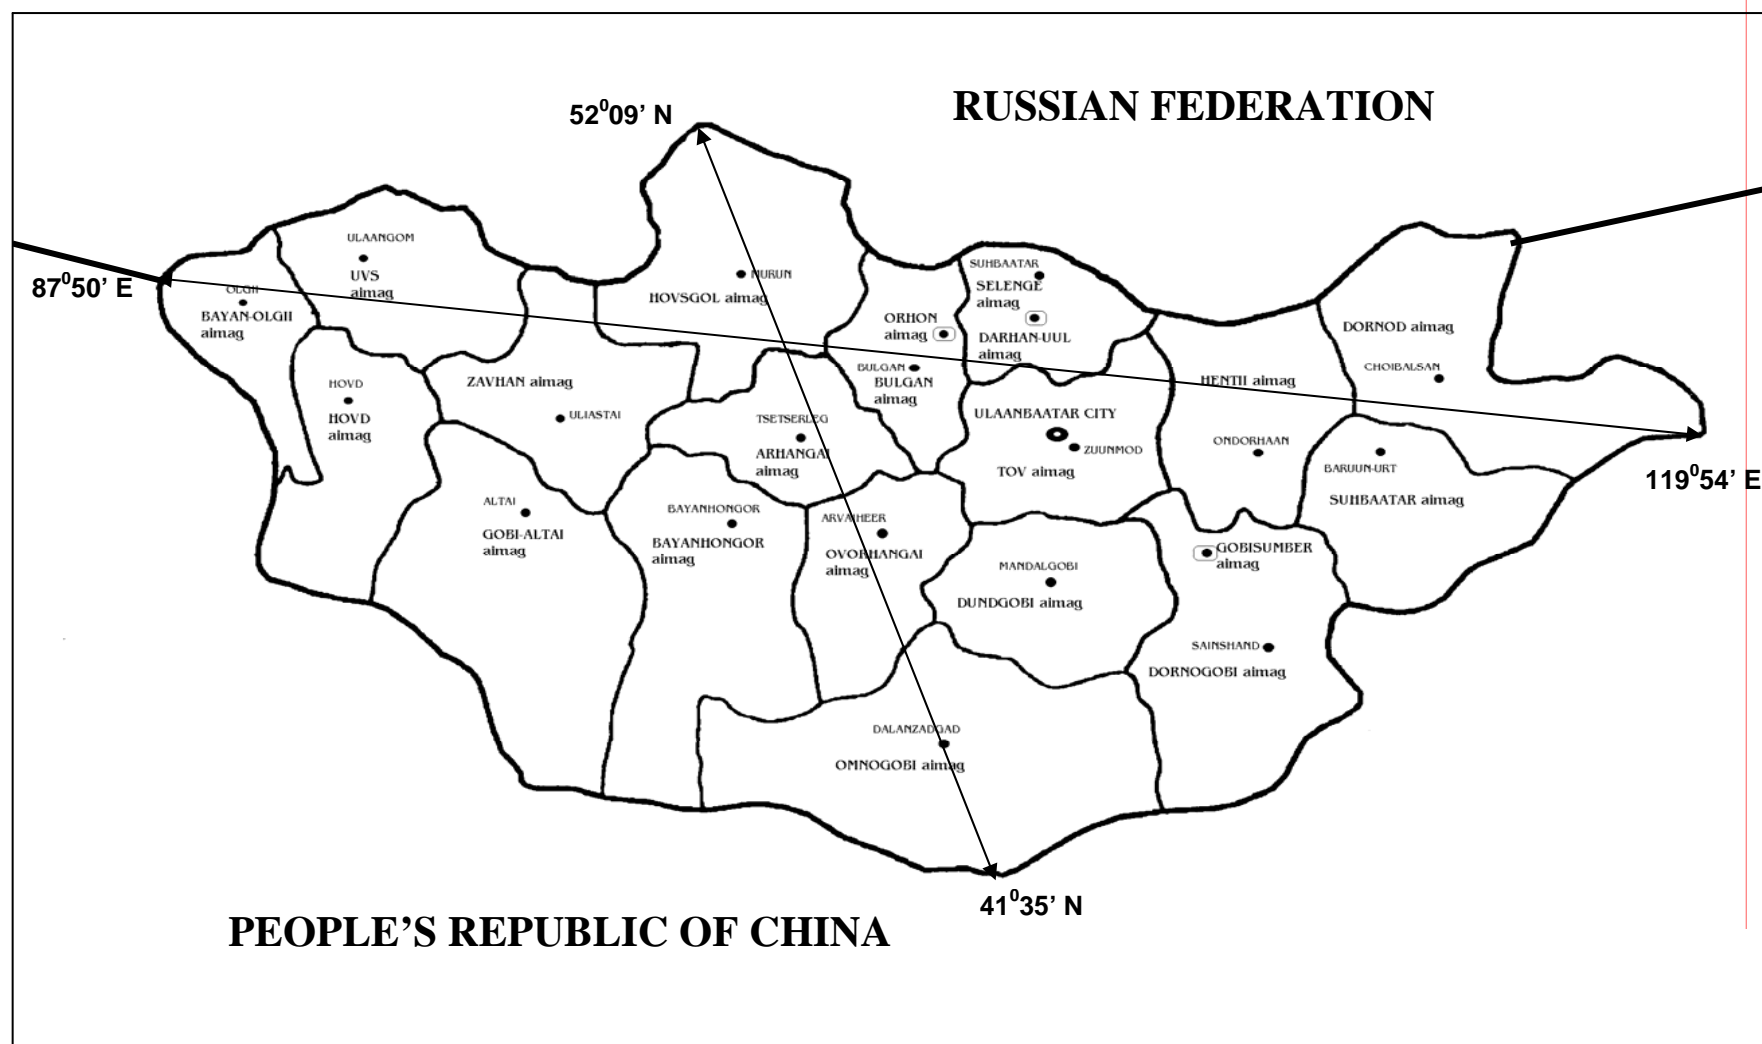 52⁰09’ N
RUSSIAN FEDERATION
87⁰50’ E
ULAANGOM
UVS
aimag
OLGII
BAYAN-OLGII
aimag
MURUN
HOVSGOL aimag
SUHBAATAR
SELENGE
aimag
ORHON
aimag
DARHAN-UUL
aimag
DORNOD aimag
CHOIBALSAN
HOVD
HOVD
aimag
ZAVHAN aimag
ULIASTAI
BULGAN
BULGAN
aimag
HENTII aimag
ONDORHAAN
TSETSERLEG
ARHANGAI
aimag
ULAANBAATAR CITY
ZUUNMOD
TOV aimag
BARUUN-URT
SUHBAATAR aimag
119⁰54’ E
ALTAI
GOBI-ALTAI
aimag
BAYANHONGOR
BAYANHONGOR
aimag
ARVAIHEER
OVORHANGAI
aimag
GOBISUMBER
aimag
MANDALGOBI
DUNDGOBI aimag
SAINSHAND
DORNOGOBI aimag
DALANZADGAD
OMNOGOBI aimag
41⁰35’ N
PEOPLE’S REPUBLIC OF CHINA